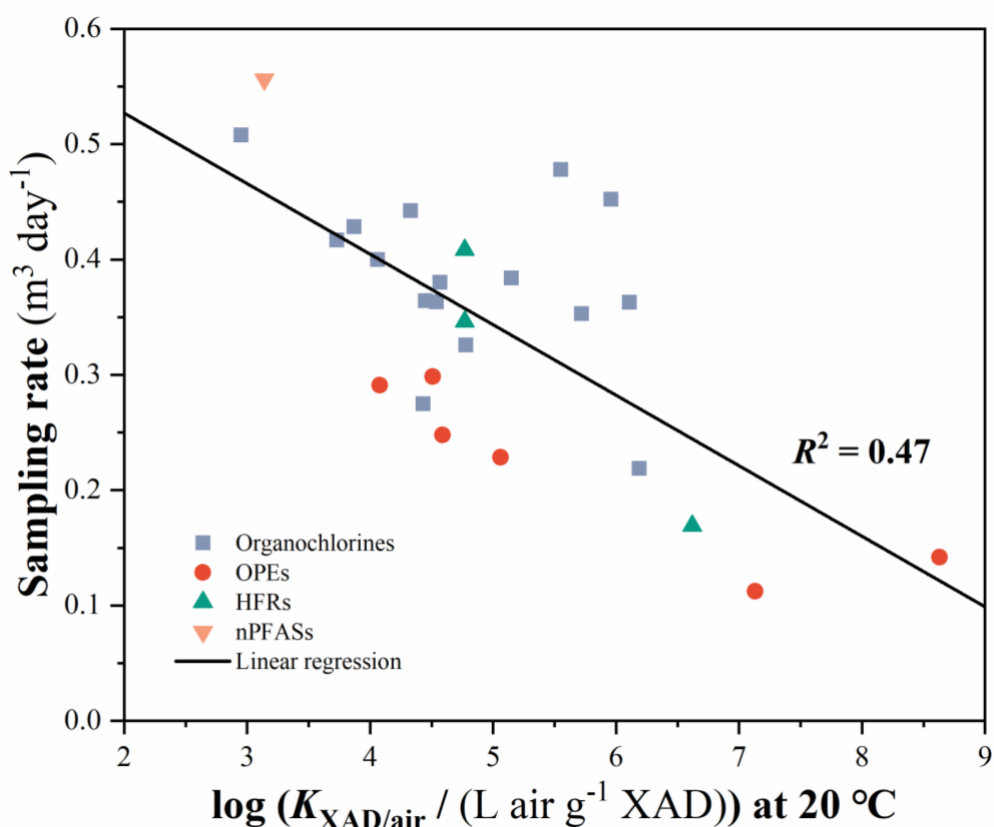 0.6
0.5
0.4
0.3
0.2
0.1
0.0
Sampling rate (m³ day⁻¹)
R² = 0.47
Organochlorines
OPEs
HFRs
nPFASs
Linear regression
2 3 4 5 6 7 8 9
log (K_XAD/air / (L air g⁻¹ XAD)) at 20 °C